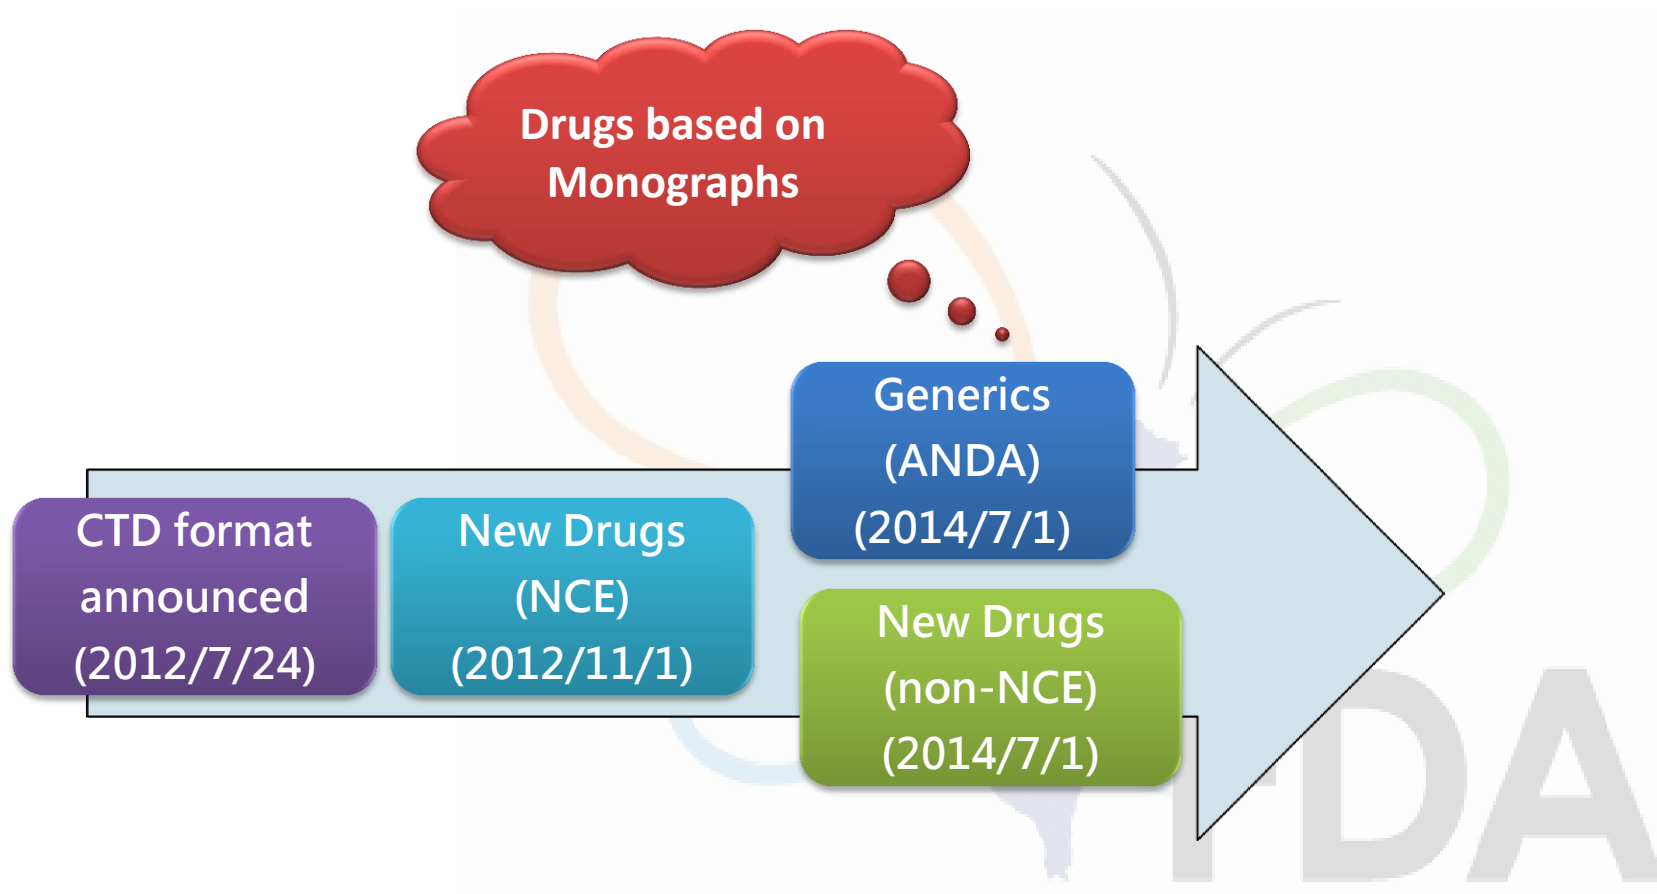 Drugs based on
Monographs
Generics
(ANDA)
(2014/7/1)
CTD format
announced
(2012/7/24)
New Drugs
(NCE)
(2012/11/1)
New Drugs
(non-NCE)
(2014/7/1)
FDA